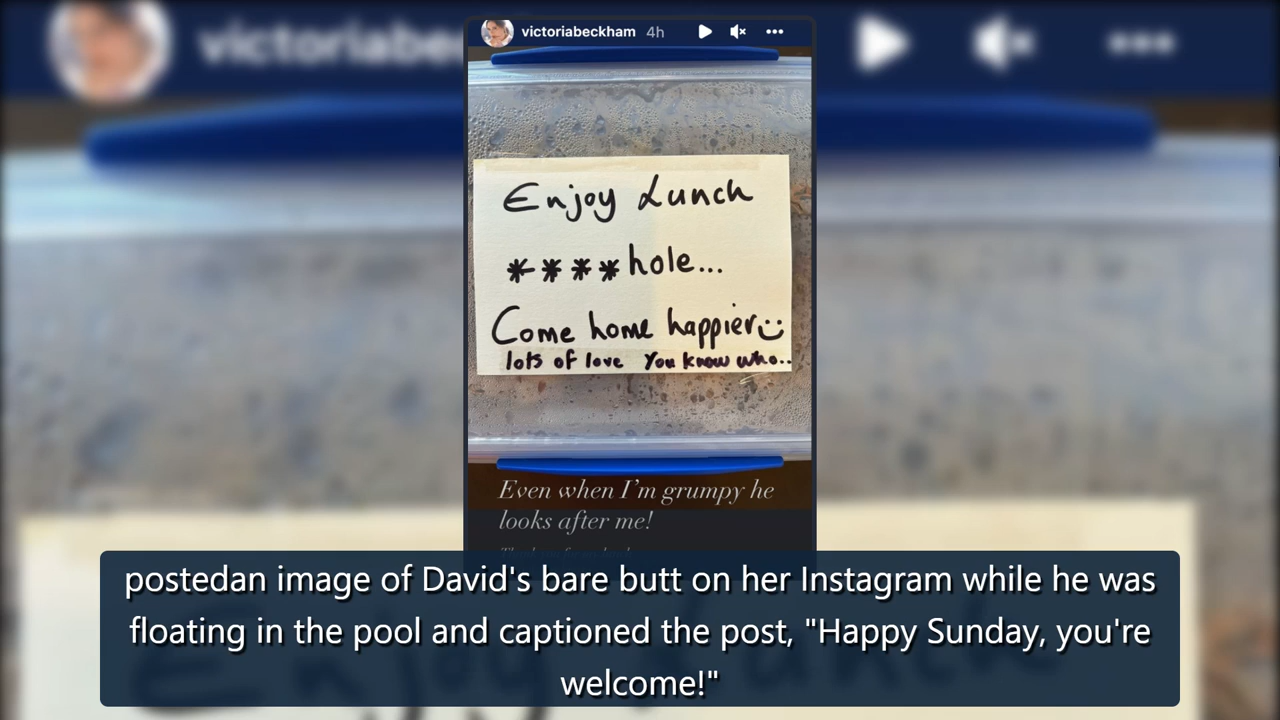 victoriabeckham 4h
Enjoy Lunch
****hole...
Come home happier
lots of love You know who..
Even when I'm grumpy he
looks after me!
postedan image of David's bare butt on her Instagram while he was
floating in the pool and captioned the post, "Happy Sunday, you're
welcome!"